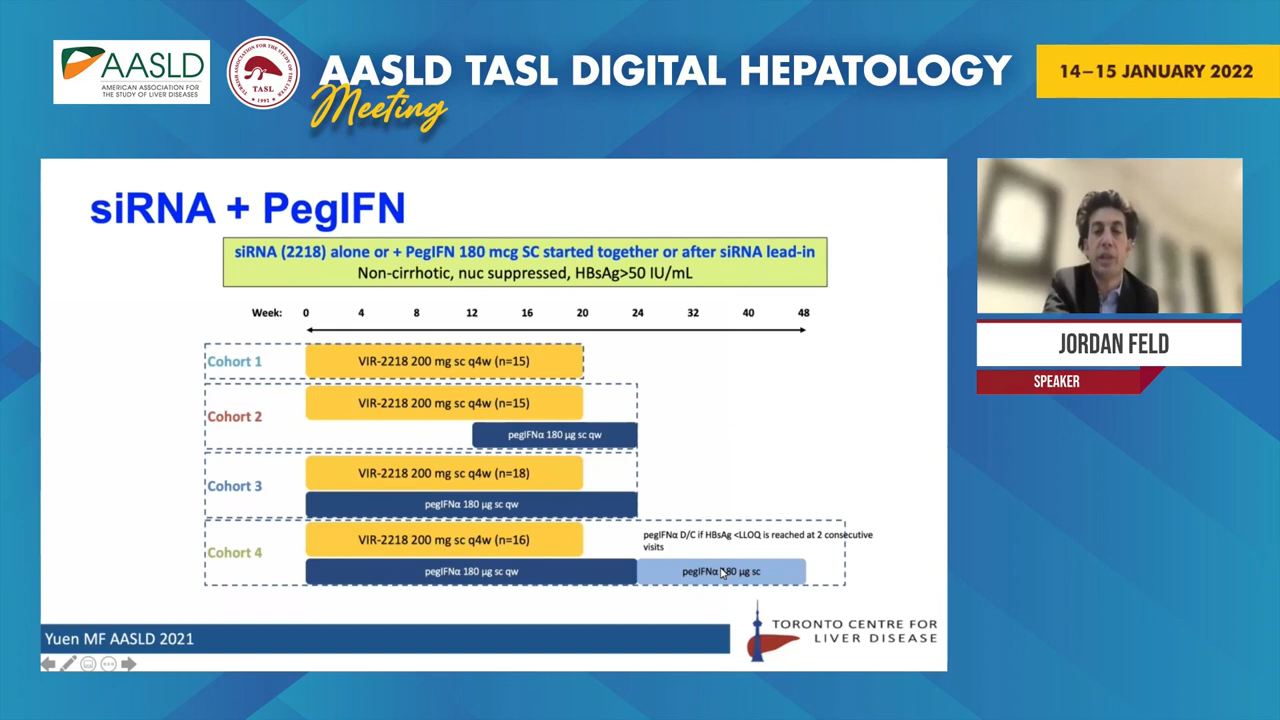 AASLD
AMERICAN ASSOCIATION FOR
THE STUDY OF LIVER DISEASES
TASL
1992
AASLD TASL DIGITAL HEPATOLOGY
Meeting
14–15 JANUARY 2022
siRNA + PegIFN
siRNA (2218) alone or + PegIFN 180 mcg SC started together or after siRNA lead-in
Non-cirrhotic, nuc suppressed, HBsAg>50 IU/mL
Week: 0 4 8 12 16 20 24 32 40 48
Cohort 1
VIR-2218 200 mg sc q4w (n=15)
Cohort 2
VIR-2218 200 mg sc q4w (n=15)
pegIFNα 180 µg sc qw
Cohort 3
VIR-2218 200 mg sc q4w (n=18)
pegIFNα 180 µg sc qw
Cohort 4
VIR-2218 200 mg sc q4w (n=16)
pegIFNα D/C if HBsAg <LLOQ is reached at 2 consecutive
visits
pegIFNα 180 µg sc qw
pegIFNα 180 µg sc
Yuen MF AASLD 2021
TORONTO CENTRE FOR
LIVER DISEASE
JORDAN FELD
SPEAKER